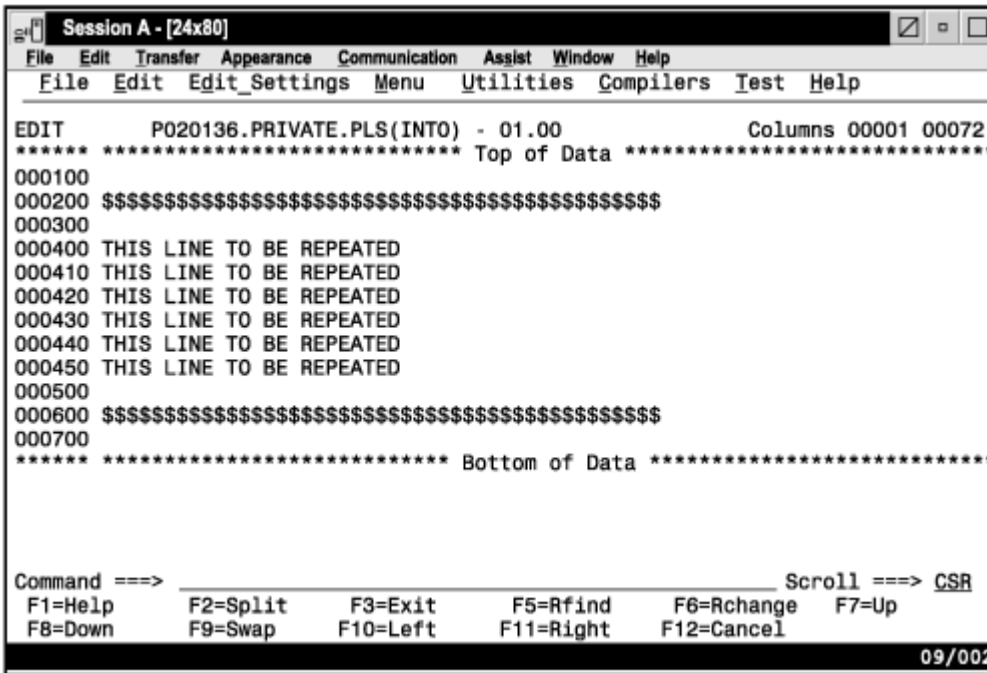 Session A - [24x80]
File Edit Transfer Appearance Communication Assist Window Help
File Edit Edit_Settings Menu Utilities Compilers Test Help
EDIT P020136.PRIVATE.PLS(INTO) - 01.00 Columns 00001 00072
****** ***************************** Top of Data ******************************
000100
000200 $$$$$$$$$$$$$$$$$$$$$$$$$$$$$$$$$$$$$$$$$$$$$
000300
000400 THIS LINE TO BE REPEATED
000410 THIS LINE TO BE REPEATED
000420 THIS LINE TO BE REPEATED
000430 THIS LINE TO BE REPEATED
000440 THIS LINE TO BE REPEATED
000450 THIS LINE TO BE REPEATED
000500
000600 $$$$$$$$$$$$$$$$$$$$$$$$$$$$$$$$$$$$$$$$$$$$$
000700
****** **************************** Bottom of Data ****************************
Command ===> Scroll ===> CSR
F1=Help F2=Split F3=Exit F5=Rfind F6=Rchange F7=Up
F8=Down F9=Swap F10=Left F11=Right F12=Cancel
09/002